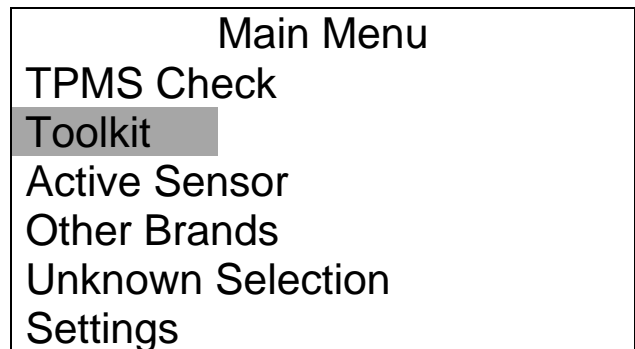 Main Menu
TPMS Check
Toolkit
Active Sensor
Other Brands
Unknown Selection
Settings